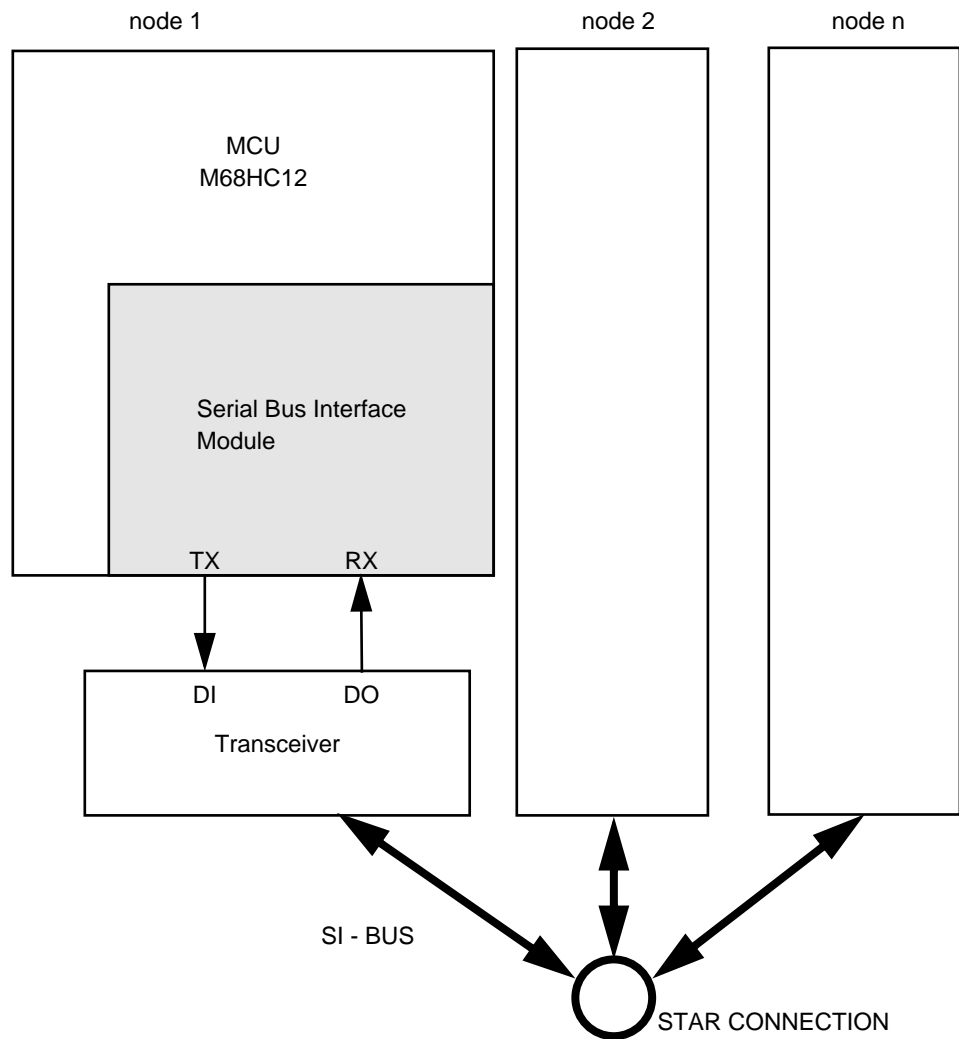 node 1
node 2
node n
MCU
M68HC12
Serial Bus Interface
Module
TX
RX
DI
DO
Transceiver
SI - BUS
STAR CONNECTION